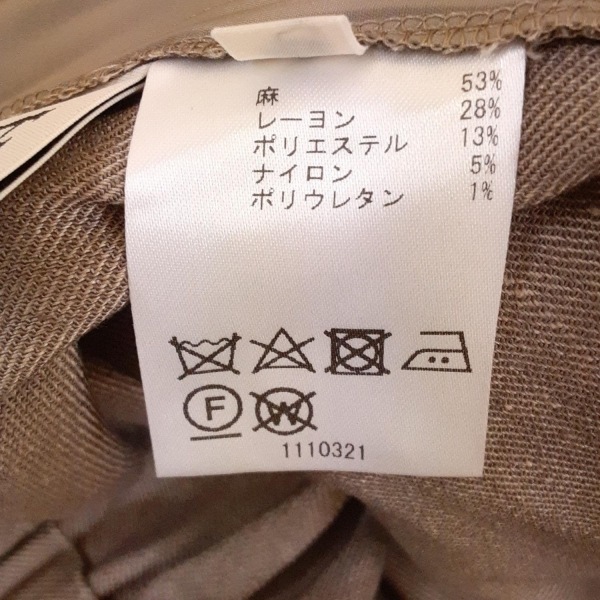 麻 53%
レーヨン 28%
ポリエステル 13%
ナイロン 5%
ポリウレタン 1%
F W
1110321